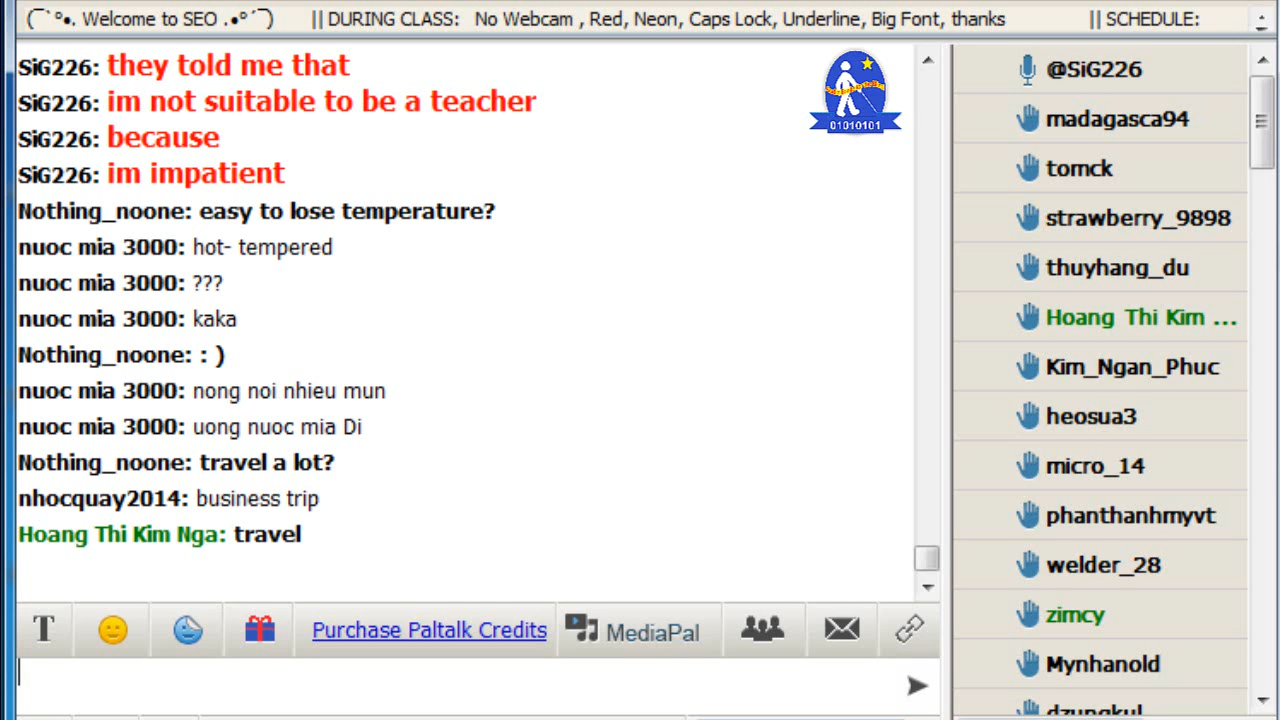 (¯`°•. Welcome to SEO .•°´¯) || DURING CLASS: No Webcam , Red, Neon, Caps Lock, Underline, Big Font, thanks || SCHEDULE:
SiG226: they told me that
SiG226: im not suitable to be a teacher
SiG226: because
SiG226: im impatient
Nothing_noone: easy to lose temperature?
nuoc mia 3000: hot- tempered
nuoc mia 3000: ???
nuoc mia 3000: kaka
Nothing_noone: : )
nuoc mia 3000: nong noi nhieu mun
nuoc mia 3000: uong nuoc mia Di
Nothing_noone: travel a lot?
nhocquay2014: business trip
Hoang Thi Kim Nga: travel
01010101
T
Purchase Paltalk Credits
MediaPal
@SiG226
madagasca94
tomck
strawberry_9898
thuyhang_du
Hoang Thi Kim ...
Kim_Ngan_Phuc
heosua3
micro_14
phanthanhmyvt
welder_28
zimcy
Mynhanold
dzungkul